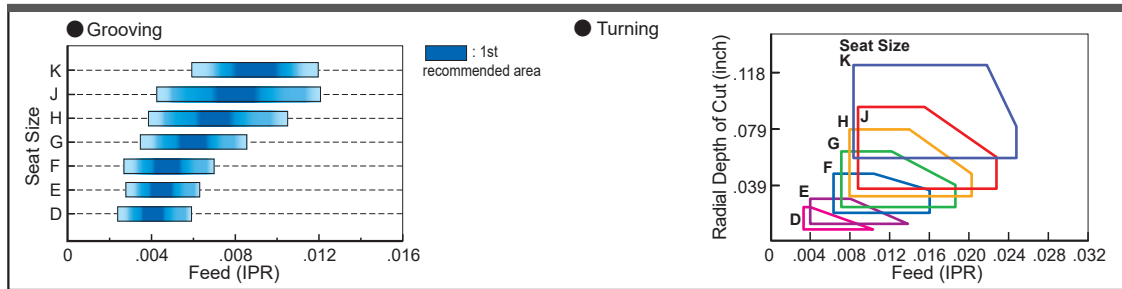 ● Grooving
K
J
H
G
F
E
D
Seat Size
0 .004 .008 .012 .016
Feed (IPR)
: 1st
recommended area
● Turning
Seat Size
K
J
H
G
F
E
D
.118
.079
.039
Radial Depth of Cut (inch)
0 .004 .008 .012 .016 .020 .024 .028 .032
Feed (IPR)